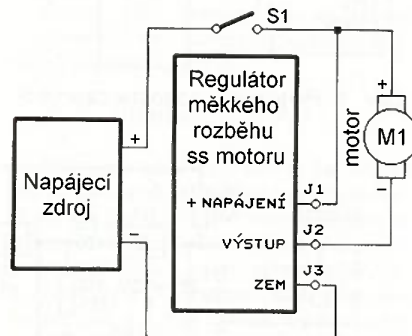 S1
Regulátor
měkkého
rozběhu
ss motoru
+
motor
M1
−
Napájecí
zdroj
+
−
+ NAPÁJENÍ
J1
VÝSTUP
J2
ZEM
J3